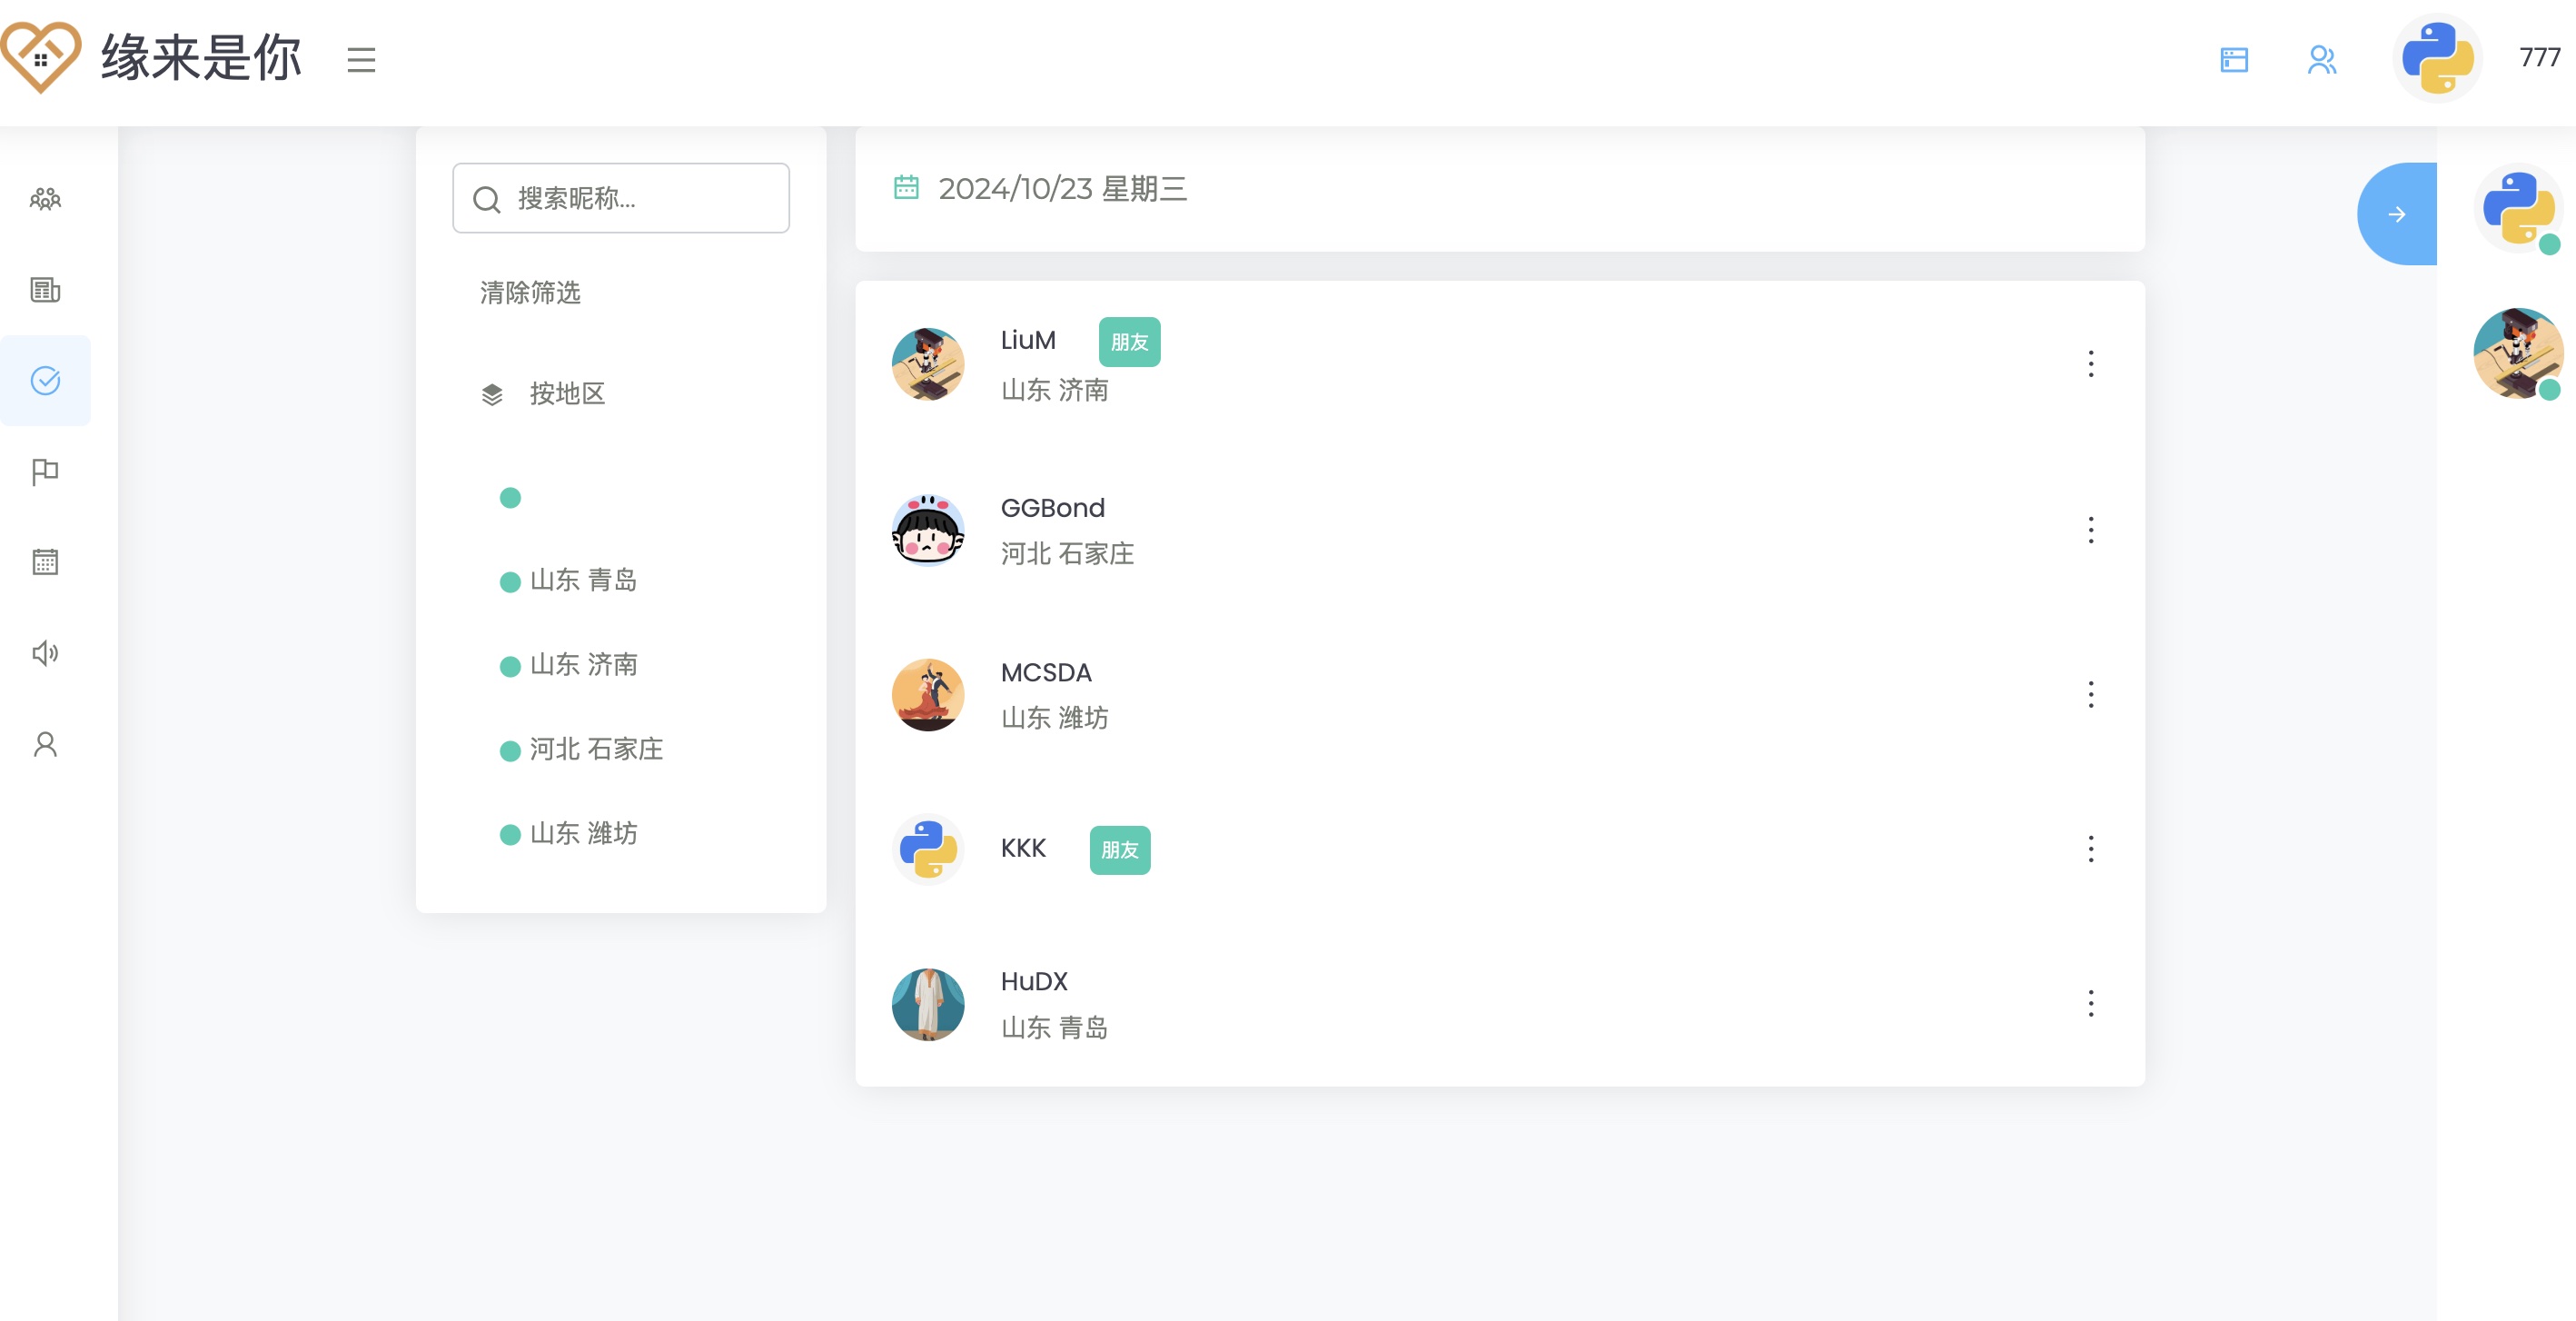 缘来是你
777
搜索昵称...
清除筛选
按地区
山东 青岛
山东 济南
河北 石家庄
山东 潍坊
2024/10/23 星期三
LiuM 朋友
山东 济南
GGBond
河北 石家庄
MCSDA
山东 潍坊
KKK 朋友
HuDX
山东 青岛